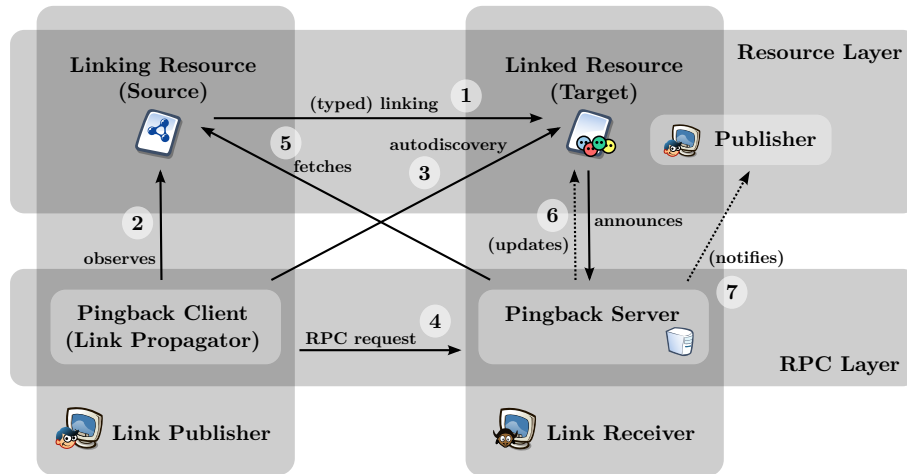 Resource Layer
Linking Resource
(Source)
Linked Resource
(Target)
1
(typed) linking
5
fetches
autodiscovery
3
Publisher
2
observes
6
(updates)
announces
(notifies)
7
Pingback Client
(Link Propagator)
4
RPC request
Pingback Server
RPC Layer
Link Publisher
Link Receiver